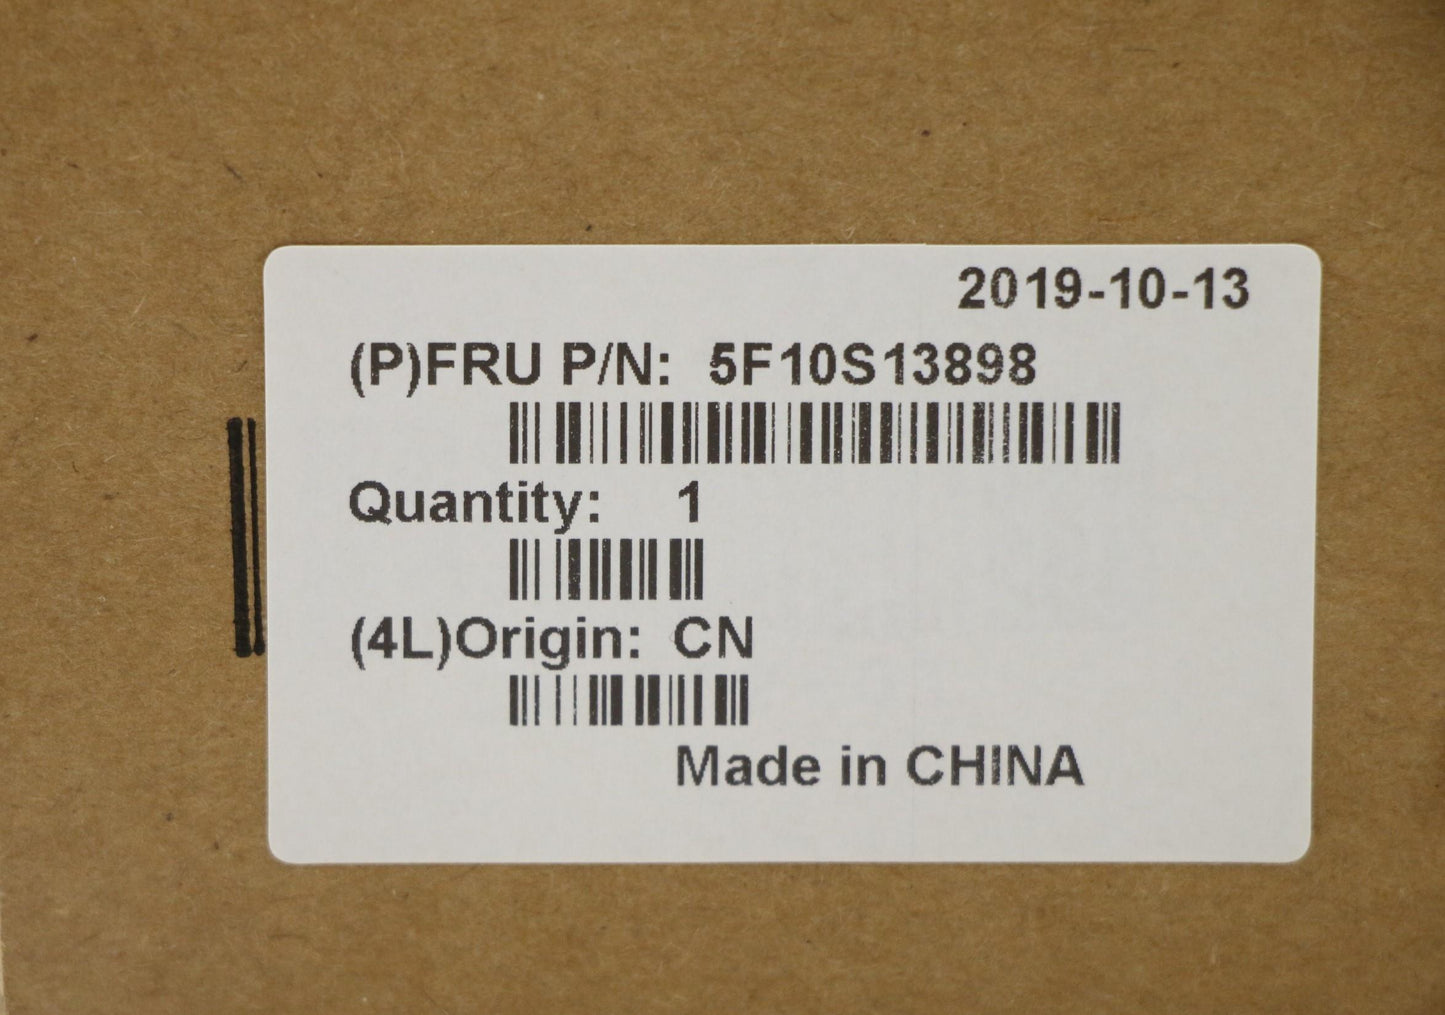 2019-10-13
(P)FRU P/N: 5F10S13898
Quantity: 1
(4L)Origin: CN
Made in CHINA